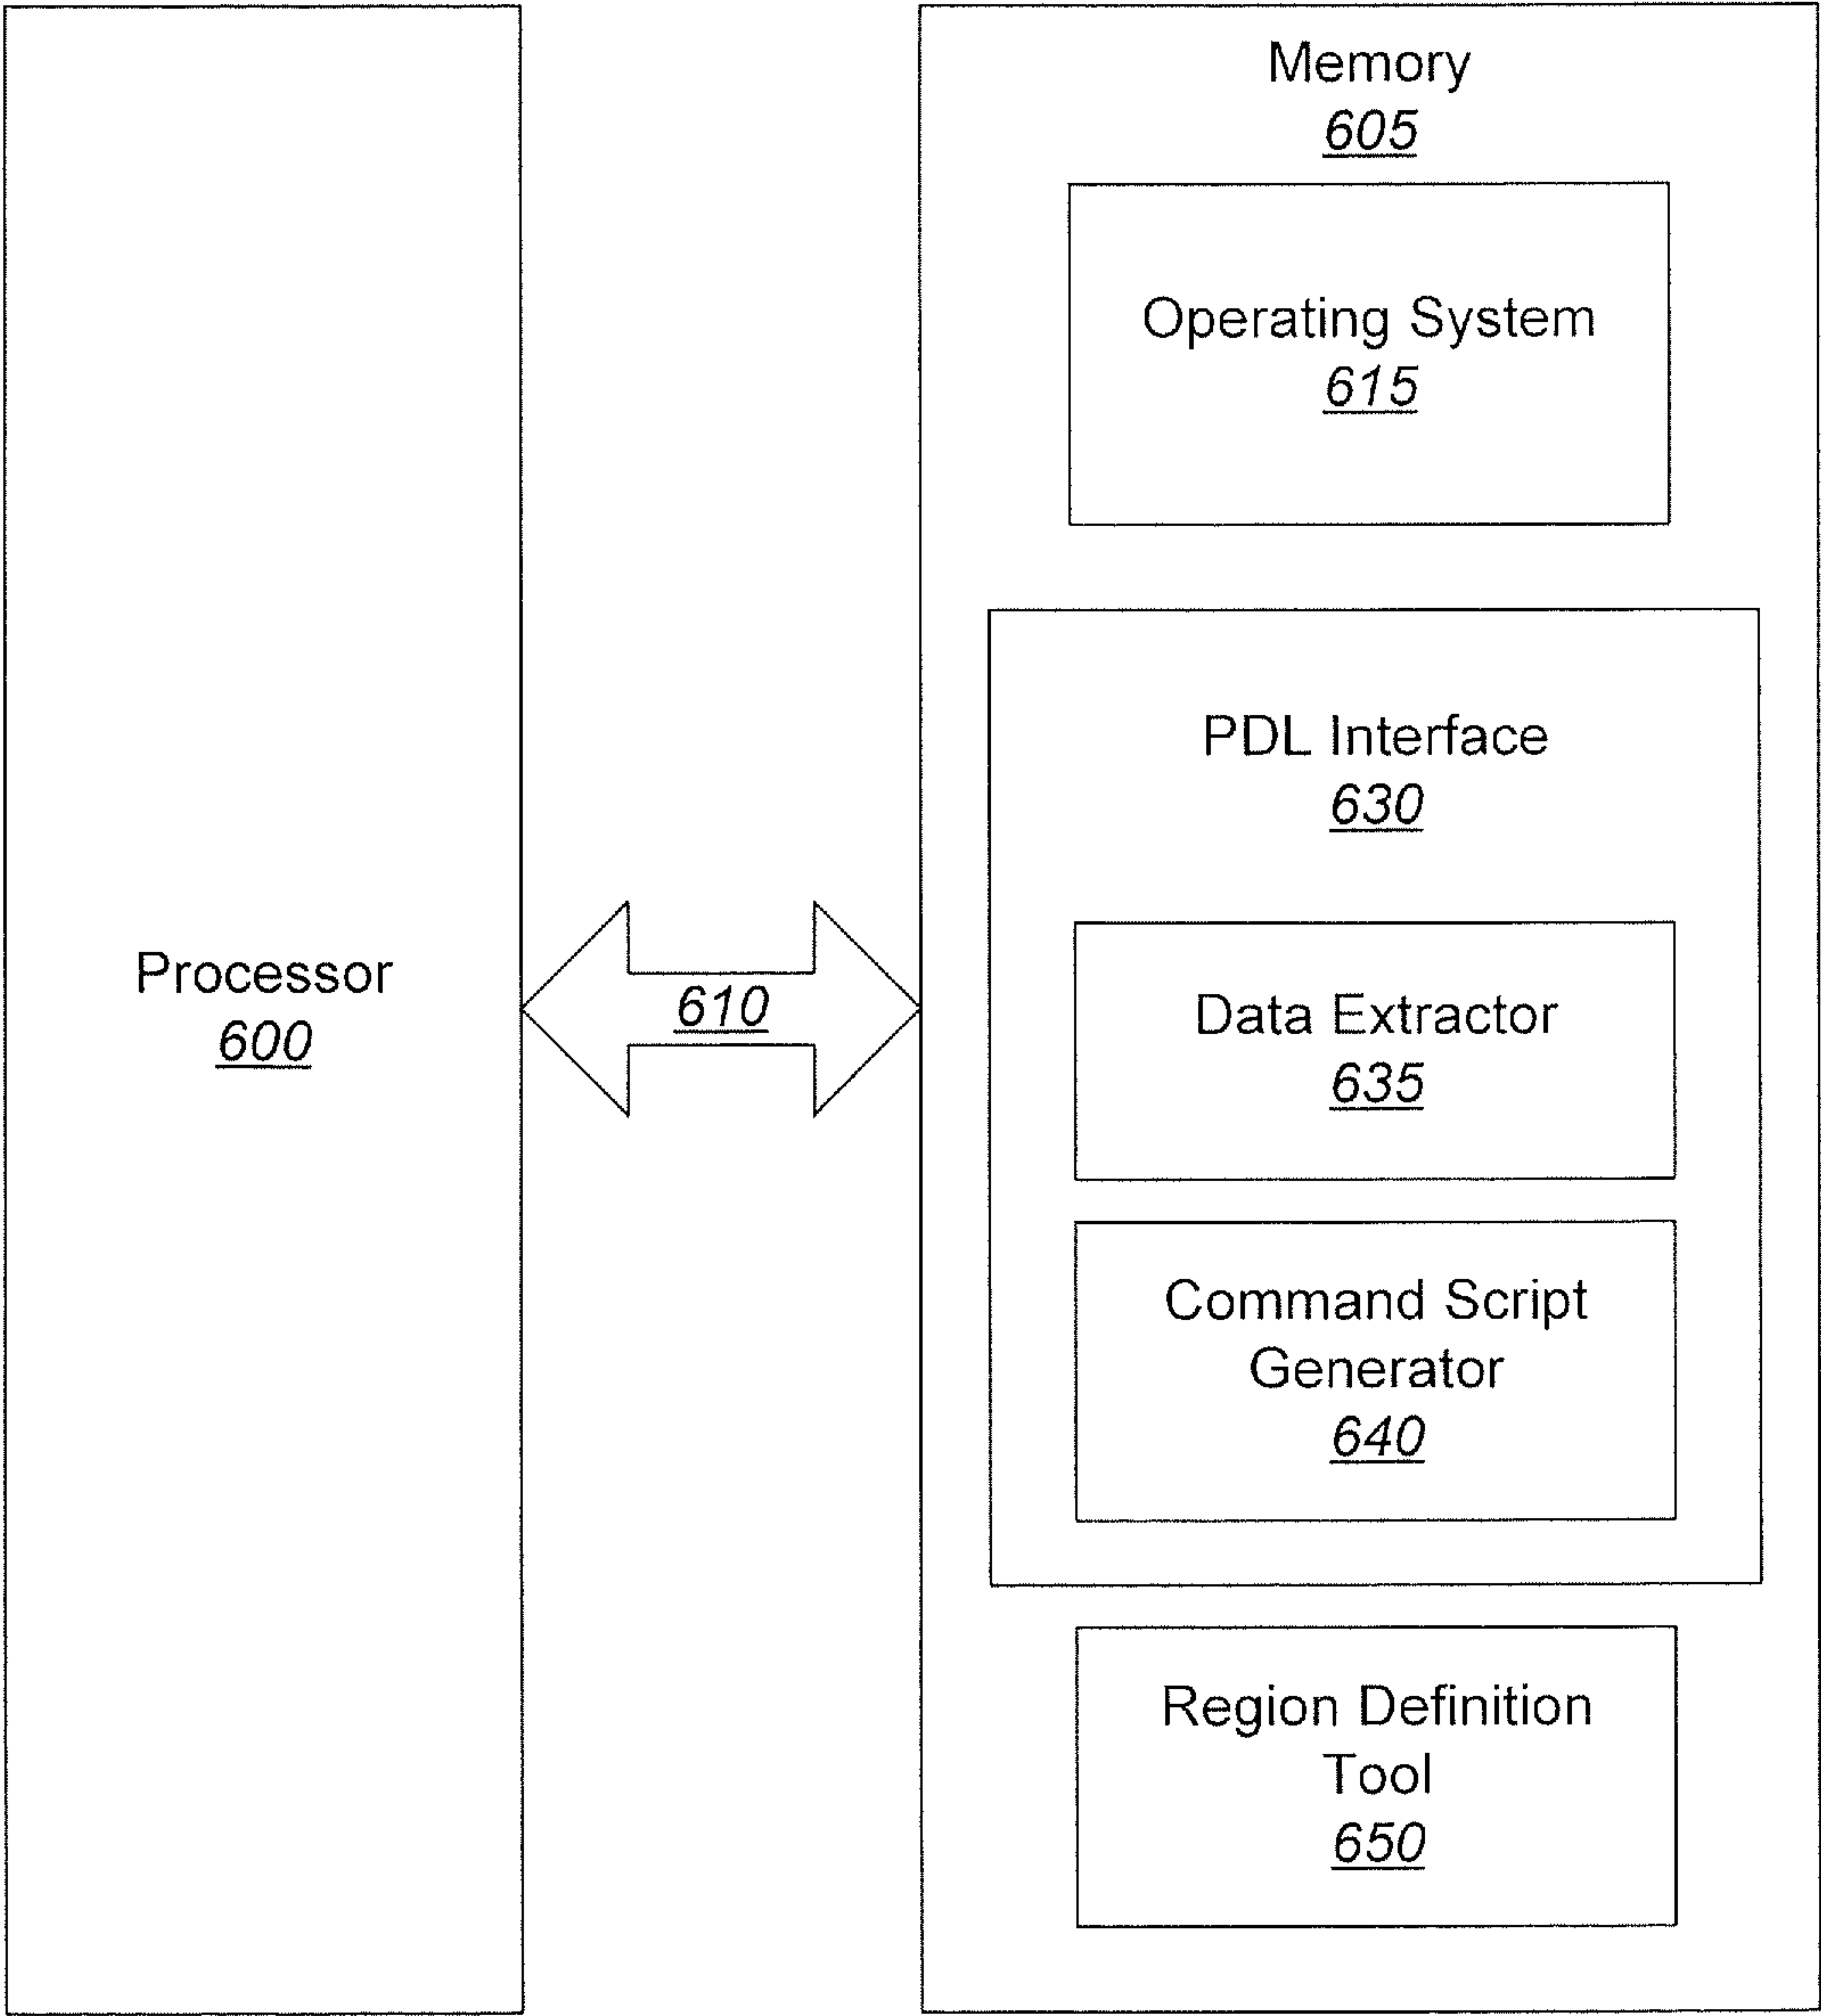 Memory
605
Operating System
615
PDL Interface
630
Processor
600
610
Data Extractor
635
Command Script
Generator
640
Region Definition
Tool
650